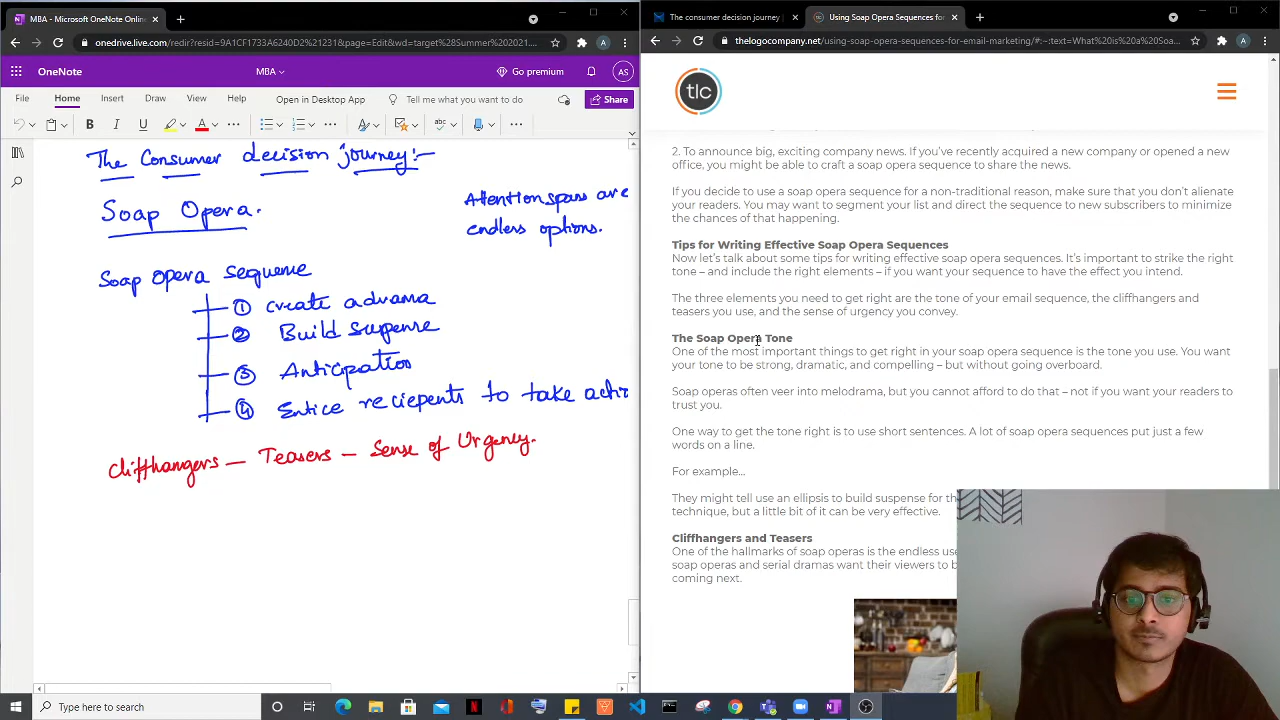 MBA - Microsoft OneNote Onlin
onedrive.live.com/redir?resid=9A1CF1733A6240D2%21231&page=Edit&wd=target%28Summer%202021....
OneNote
MBA
Go premium
AS
File Home Insert Draw View Help Open in Desktop App Tell me what you want to do Share
The Consumer decision journey:-
Soap Opera.
Attention spans are
endless options.
Soap opera sequence
① create a drama
② Build suspense
③ Anticipation
④ Entice reciepents to take actio
Cliffhangers — Teasers — Sense of Urgency.
The consumer decision journey |
Using Soap Opera Sequences for
thelogocompany.net/using-soap-opera-sequences-for-email-marketing/#:~:text=What%20is%20a%20Soa...
tlc
2. To announce big, exciting company news. If you’ve recently acquired a new company or opened a new
office, you might be able to craft a soap opera sequence to share the news.
If you decide to use a soap opera sequence for a non-traditional reason, make sure that you don’t alienate
your readers. You may want to segment your list and direct the sequence to new subscribers to minimize
the chances of that happening.
Tips for Writing Effective Soap Opera Sequences
Now let’s talk about some tips for writing effective soap opera sequences. It’s important to strike the right
tone – and include the right elements – if you want your sequence to have the effect you intend.
The three elements you need to get right are the tone of your email sequence, the cliffhangers and
teasers you use, and the sense of urgency you convey.
The Soap Opera Tone
One of the most important things to get right in your soap opera sequence is the tone you use. You want
your tone to be strong, dramatic, and compelling – but without going overboard.
Soap operas often veer into melodrama, but you cannot afford to do that – not if you want your readers to
trust you.
One way to get the tone right is to use short sentences. A lot of soap opera sequences put just a few
words on a line.
For example…
They might tell use an ellipsis to build suspense for th
technique, but a little bit of it can be very effective.
Cliffhangers and Teasers
One of the hallmarks of soap operas is the endless use
soap operas and serial dramas want their viewers to b
coming next.
Type here to search